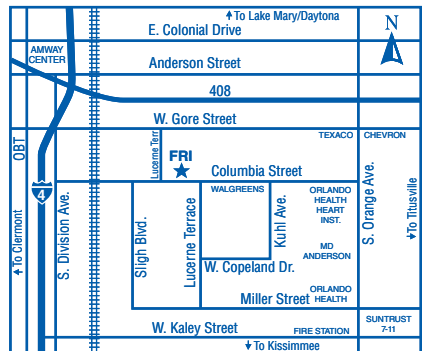 To Lake Mary/Daytona
N
E. Colonial Drive
AMWAY
CENTER
Anderson Street
408
W. Gore Street
OBT
Lucerne Terr
TEXACO
CHEVRON
FRI
Columbia Street
4
WALGREENS
ORLANDO
HEALTH
HEART
INST.
S. Division Ave.
Sligh Blvd.
Lucerne Terrace
Kuhl Ave.
S. Orange Ave.
To Titusville
To Clermont
MD
ANDERSON
W. Copeland Dr.
Miller Street
ORLANDO
HEALTH
W. Kaley Street
FIRE STATION
SUNTRUST
7-11
To Kissimmee